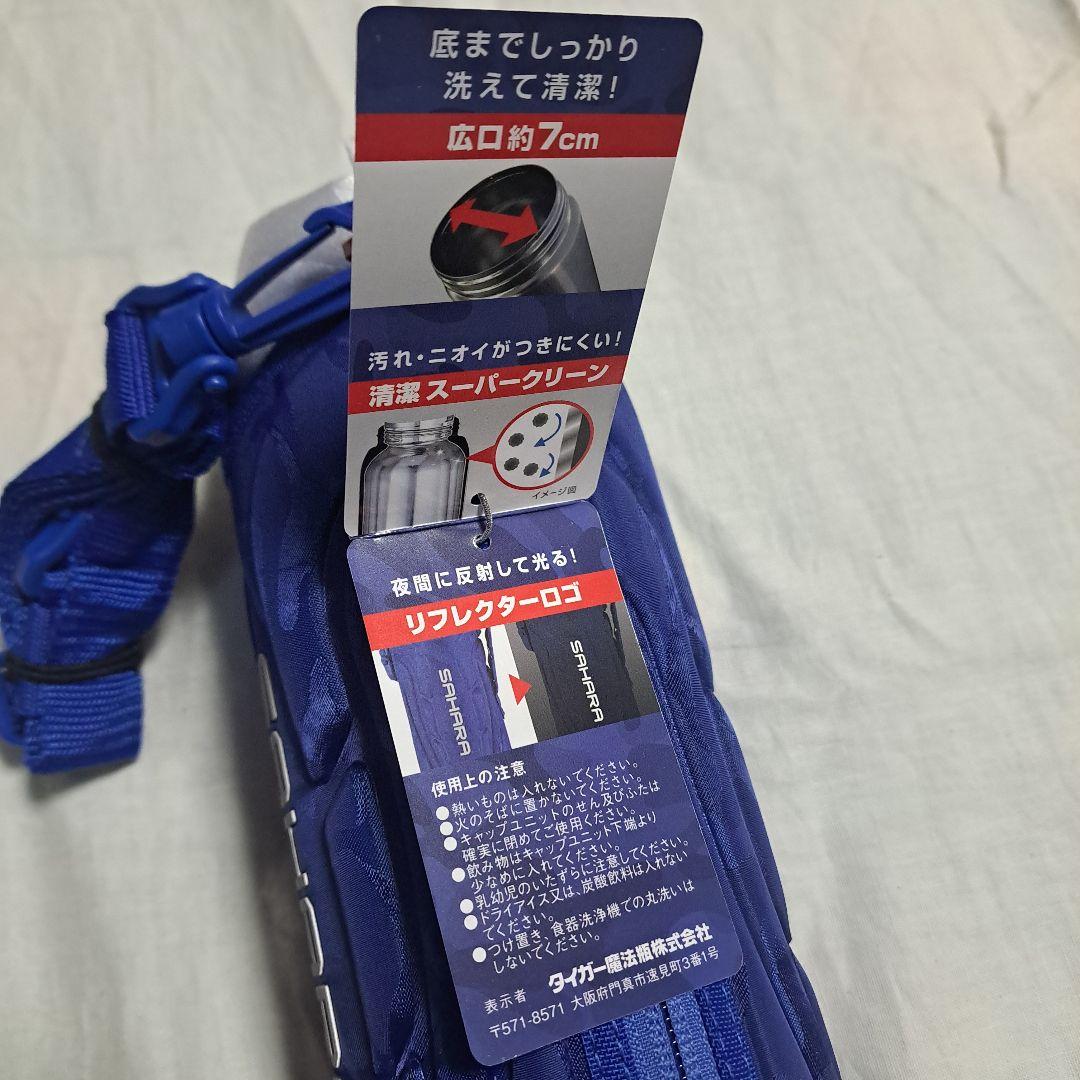 底までしっかり
洗えて清潔!
広口約7cm
汚れ・ニオイがつきにくい!
清潔 スーパークリーン
イメージ図
夜間に反射して光る!
リフレクターロゴ
SAHARA
SAHARA
使用上の注意
●熱いものは入れないでください。
●火のそばに置かないでください。
●キャップユニットのせん及びふたは
確実に閉めてご使用ください。
●飲み物はキャップユニット下端より
少なめに入れてください。
●乳幼児のいたずらに注意してください。
●ドライアイス又は、炭酸飲料は入れない
でください。
●つけ置き、食器洗浄機での丸洗いは
しないでください。
表示者 タイガー魔法瓶株式会社
〒571-8571 大阪府門真市速見町3番1号